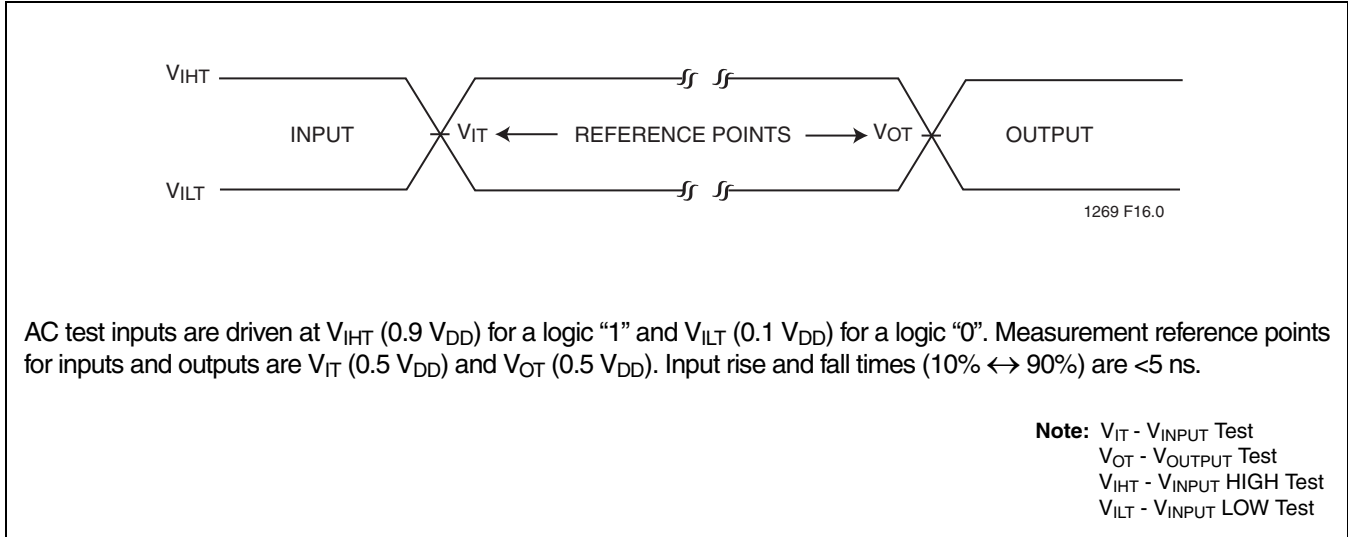 VIHT
INPUT VIT REFERENCE POINTS VOT OUTPUT
VILT
1269 F16.0
AC test inputs are driven at VIHT (0.9 VDD) for a logic “1” and VILT (0.1 VDD) for a logic “0”. Measurement reference points
for inputs and outputs are VIT (0.5 VDD) and VOT (0.5 VDD). Input rise and fall times (10% ↔ 90%) are <5 ns.
Note: VIT - VINPUT Test
VOT - VOUTPUT Test
VIHT - VINPUT HIGH Test
VILT - VINPUT LOW Test